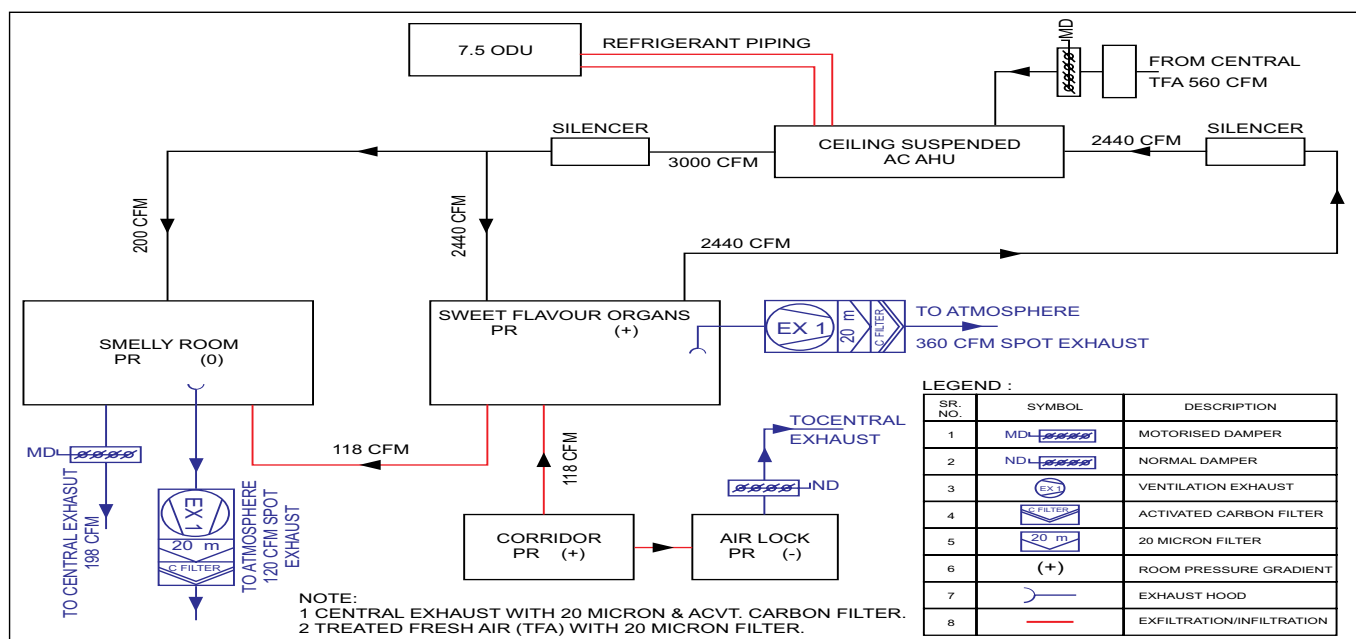 7.5 ODU
REFRIGERANT PIPING
MD
FROM CENTRAL
TFA 560 CFM
SILENCER
3000 CFM
CEILING SUSPENDED
AC AHU
2440 CFM
SILENCER
200 CFM
2440 CFM
2440 CFM
SMELLY ROOM
PR (0)
SWEET FLAVOUR ORGANS
PR (+)
EX 1
20 m
C FILTER
TO ATMOSPHERE
360 CFM SPOT EXHAUST
MD
TO CENTRAL EXHASUT
198 CFM
EX 1
20 m
C FILTER
TO ATMOSPHERE
120 CFM SPOT
EXHAUST
118 CFM
118 CFM
TOCENTRAL
EXHAUST
ND
CORRIDOR
PR (+)
AIR LOCK
PR (-)
NOTE:
1 CENTRAL EXHAUST WITH 20 MICRON & ACVT. CARBON FILTER.
2 TREATED FRESH AIR (TFA) WITH 20 MICRON FILTER.
LEGEND :
SR. NO. SYMBOL DESCRIPTION
1 MD MOTORISED DAMPER
2 ND NORMAL DAMPER
3 EX 1 VENTILATION EXHAUST
4 C FILTER ACTIVATED CARBON FILTER
5 20 m 20 MICRON FILTER
6 (+) ROOM PRESSURE GRADIENT
7 EXHAUST HOOD
8 EXFILTRATION/INFILTRATION